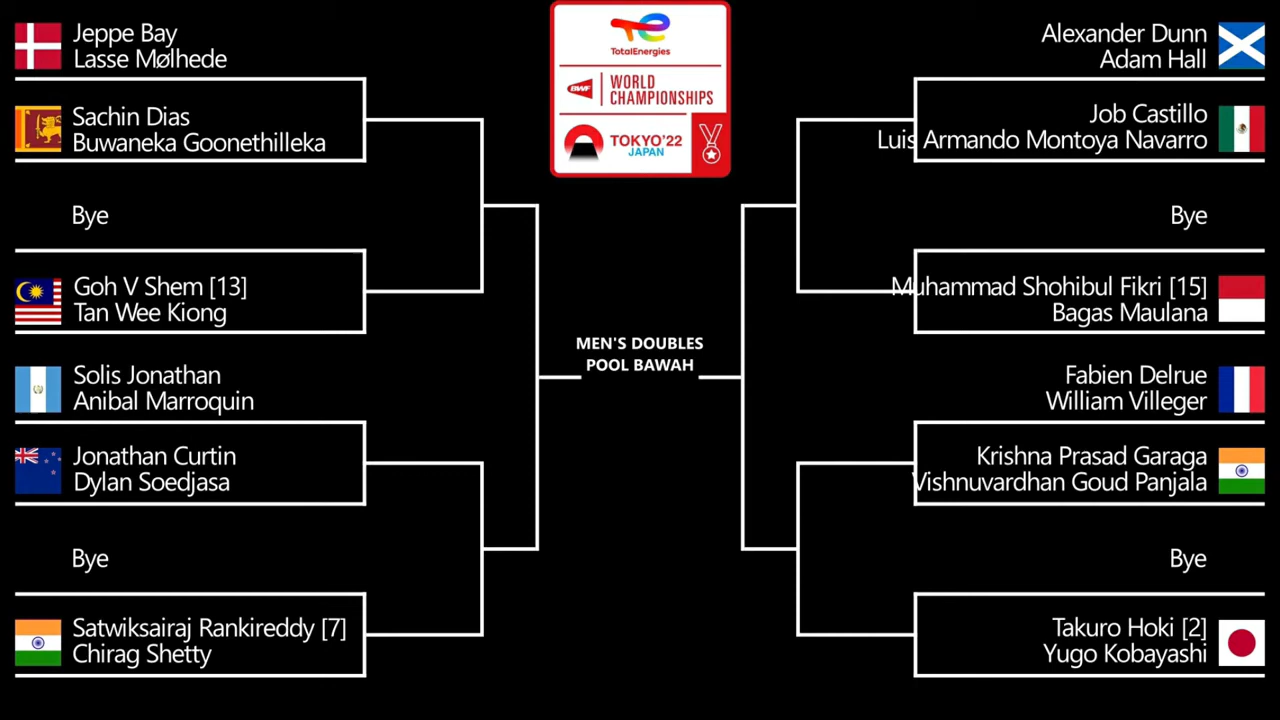 Jeppe Bay
Lasse Mølhede
Sachin Dias
Buwaneka Goonethilleka
Bye
Goh V Shem [13]
Tan Wee Kiong
Solis Jonathan
Anibal Marroquin
Jonathan Curtin
Dylan Soedjasa
Bye
Satwiksairaj Rankireddy [7]
Chirag Shetty
TotalEnergies
BWF
WORLD
CHAMPIONSHIPS
TOKYO'22
JAPAN
MEN'S DOUBLES
POOL BAWAH
Alexander Dunn
Adam Hall
Job Castillo
Luis Armando Montoya Navarro
Bye
Muhammad Shohibul Fikri [15]
Bagas Maulana
Fabien Delrue
William Villeger
Krishna Prasad Garaga
Vishnuvardhan Goud Panjala
Bye
Takuro Hoki [2]
Yugo Kobayashi